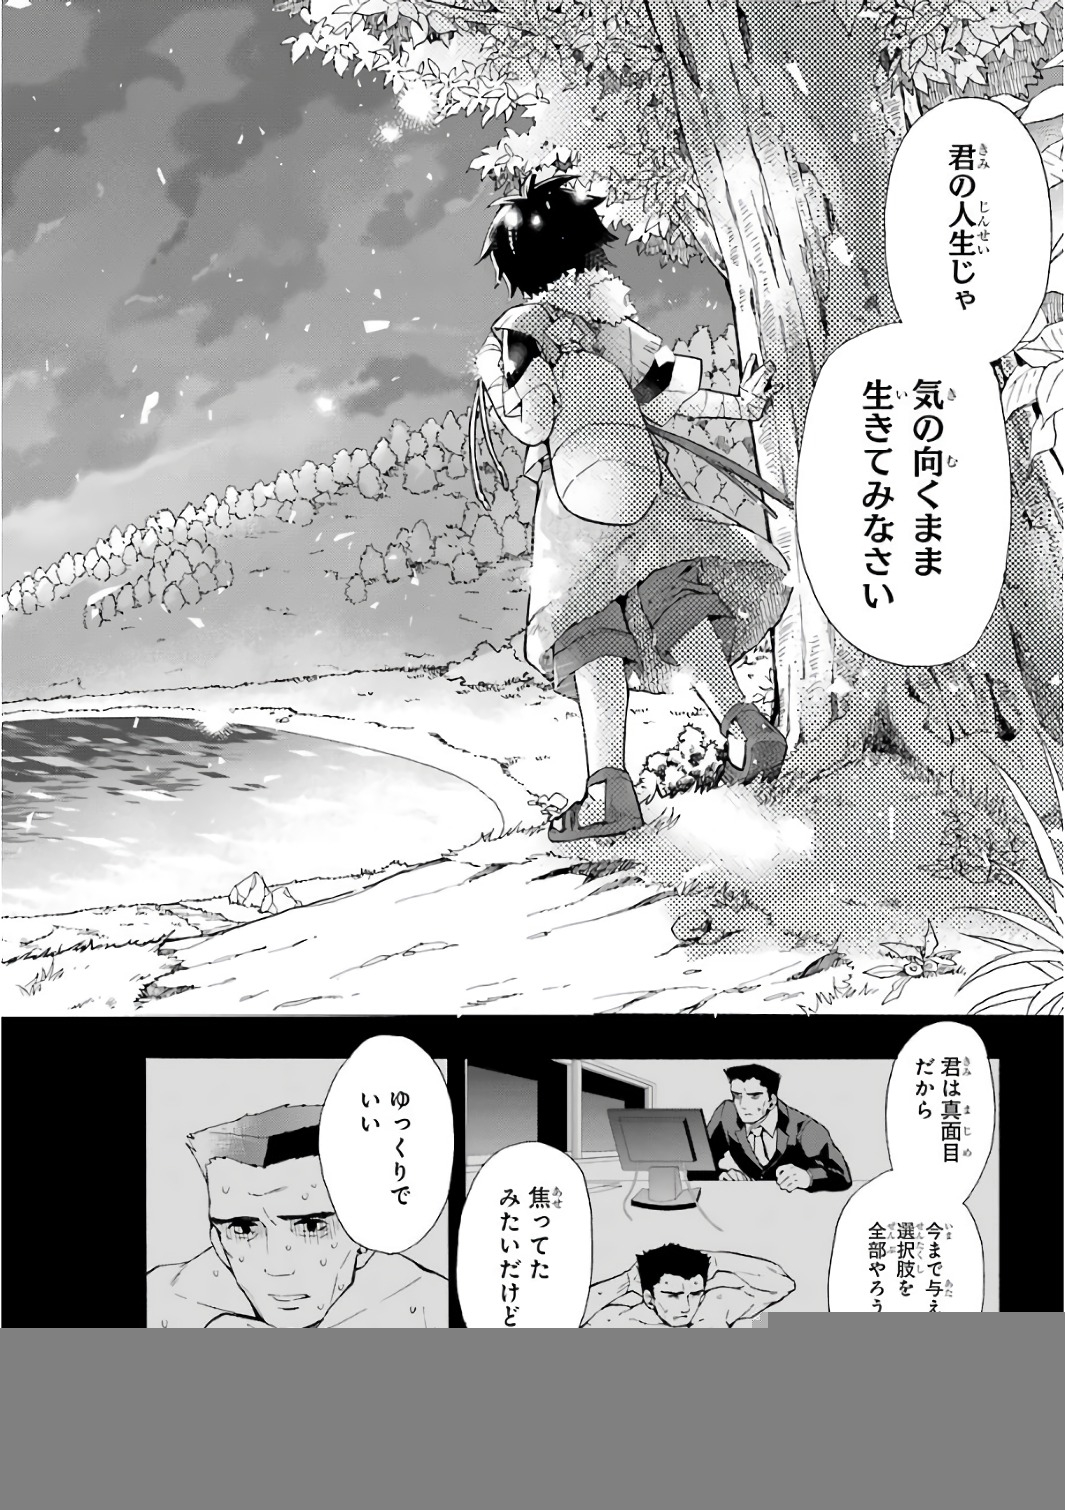 君の人生じゃ
気の向くまま
生きてみなさい
君は真面目
だから
今まで与え
選択肢を
全部やろう
焦ってた
みたいだけど
ゆっくりで
いい